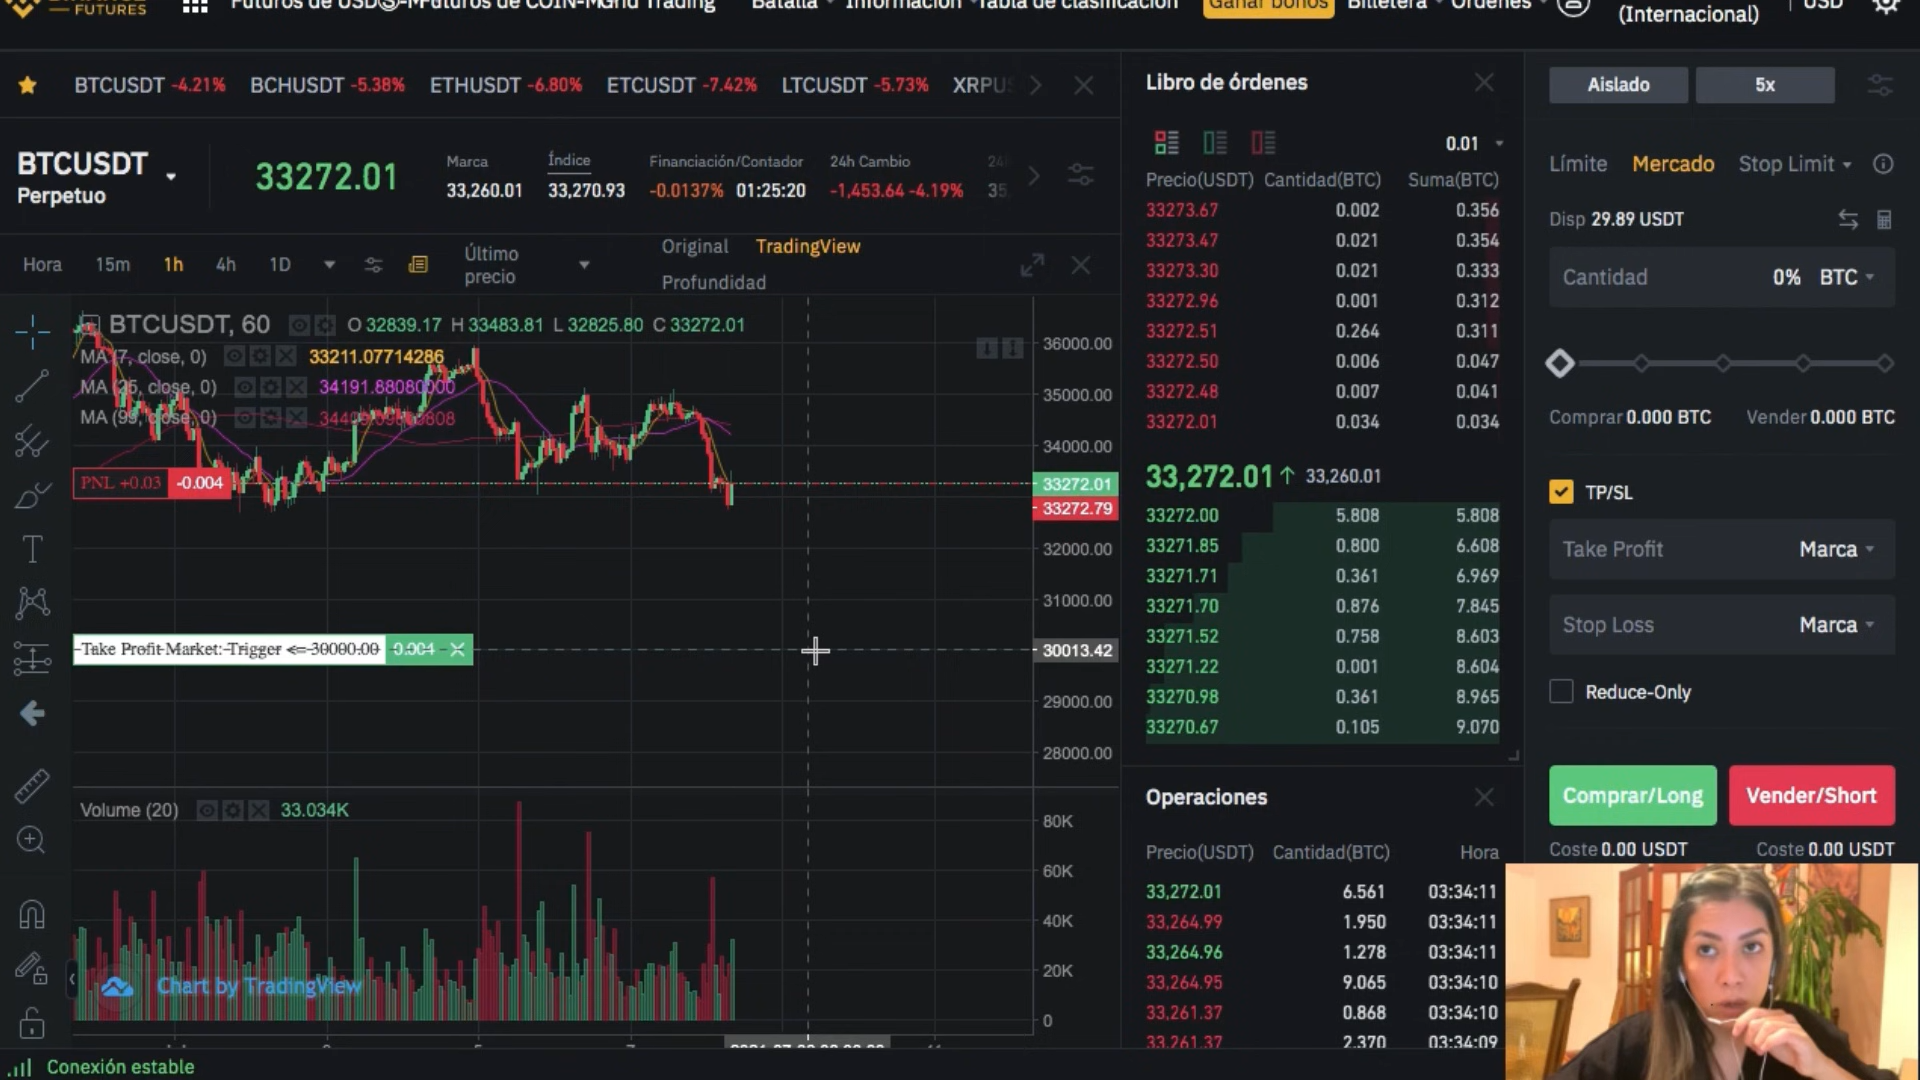 FUTURES
Futuros de USDⓈ-M Futuros de COIN-M Grid Trading Batalla Información Tabla de clasificación Ganar bonos Billetera Órdenes (Internacional) USD
BTCUSDT -4.21% BCHUSDT -5.38% ETHUSDT -6.80% ETCUSDT -7.42% LTCUSDT -5.73% XRPUS
BTCUSDT
Perpetuo
33272.01
Marca
33,260.01
Índice
33,270.93
Financiación/Contador
-0.0137% 01:25:20
24h Cambio
-1,453.64 -4.19%
24
35.
Hora 15m 1h 4h 1D
Último precio
Original TradingView
Profundidad
BTCUSDT, 60 O 32839.17 H 33483.81 L 32825.80 C 33272.01
MA (7, close, 0) 33211.07714286
MA (25, close, 0) 34191.88080000
MA (99, close, 0)
PNL +0.03 -0.004
Take Profit Market: Trigger <= 30000.00 0.004
36000.00
35000.00
34000.00
33272.01
33272.79
32000.00
31000.00
30013.42
29000.00
28000.00
Volume (20) 33.034K
80K
60K
40K
20K
0
Chart by TradingView
Conexión estable
Libro de órdenes
0.01
Precio(USDT) Cantidad(BTC) Suma(BTC)
33273.67 0.002 0.356
33273.47 0.021 0.354
33273.30 0.021 0.333
33272.96 0.001 0.312
33272.51 0.264 0.311
33272.50 0.006 0.047
33272.48 0.007 0.041
33272.01 0.034 0.034
33,272.01↑ 33,260.01
33272.00 5.808 5.808
33271.85 0.800 6.608
33271.71 0.361 6.969
33271.70 0.876 7.845
33271.52 0.758 8.603
33271.22 0.001 8.604
33270.98 0.361 8.965
33270.67 0.105 9.070
Operaciones
Precio(USDT) Cantidad(BTC) Hora
33,272.01 6.561 03:34:11
33,264.99 1.950 03:34:11
33,264.96 1.278 03:34:11
33,264.95 9.065 03:34:10
33,261.37 0.868 03:34:10
33,261.37 2.370 03:34:09
Aislado 5x
Límite Mercado Stop Limit
Disp 29.89 USDT
Cantidad 0% BTC
Comprar 0.000 BTC Vender 0.000 BTC
TP/SL
Take Profit Marca
Stop Loss Marca
Reduce-Only
Comprar/Long Vender/Short
Coste 0.00 USDT Coste 0.00 USDT